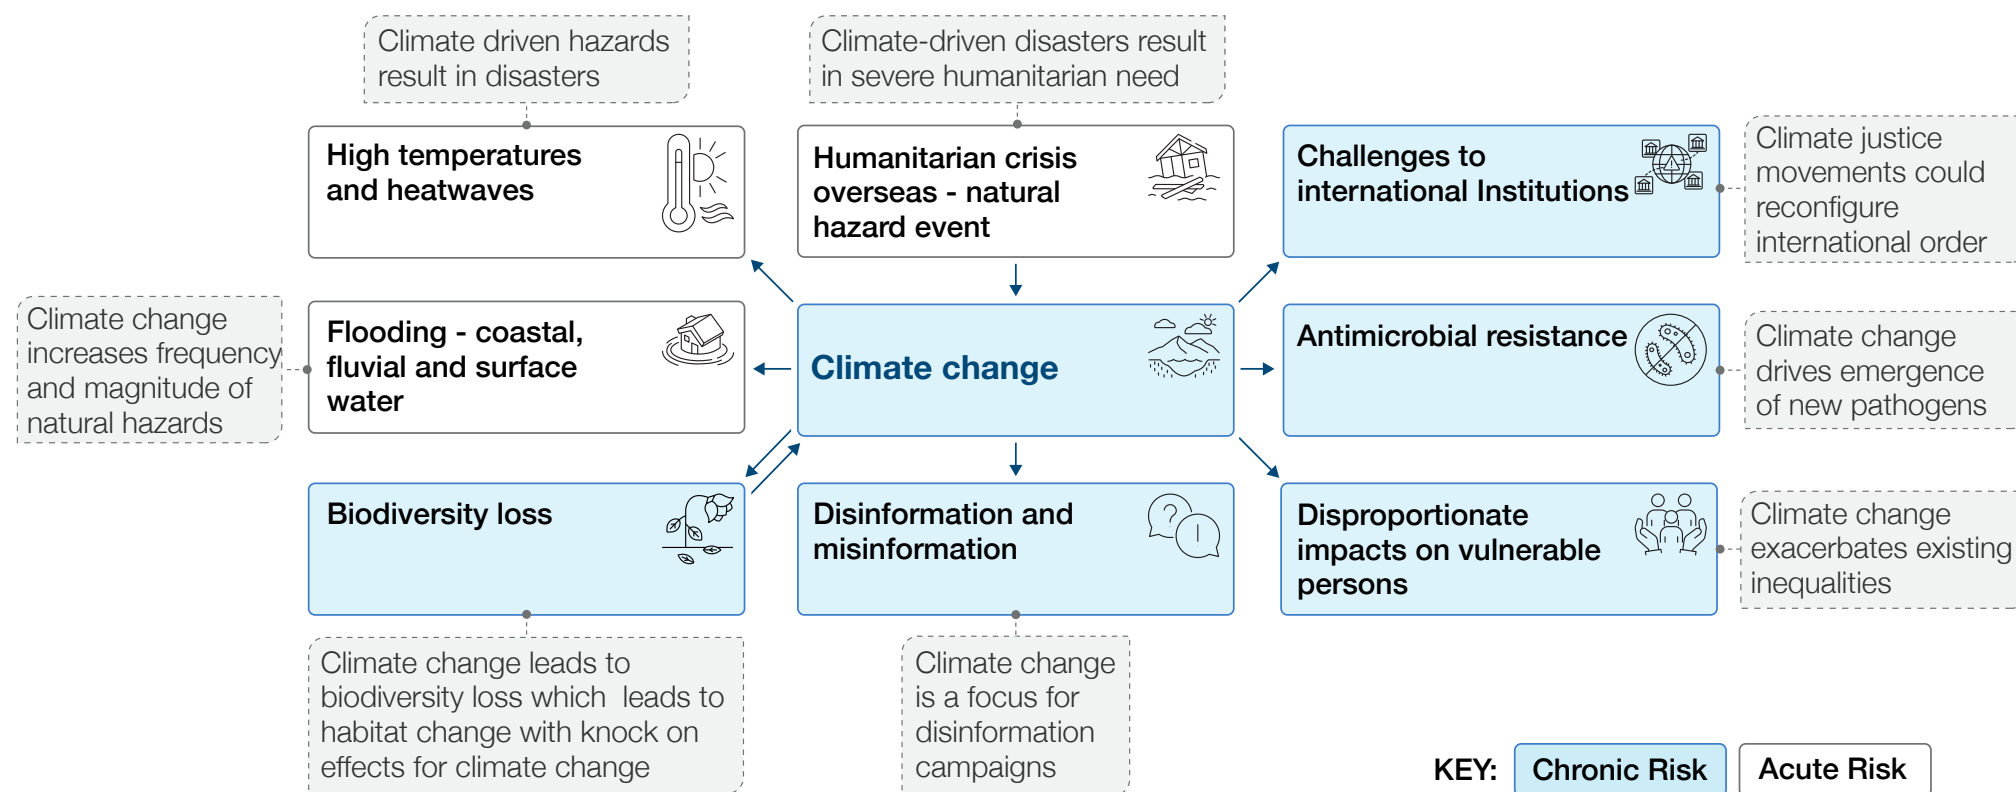 Climate driven hazards
result in disasters
Climate-driven disasters result
in severe humanitarian need
High temperatures
and heatwaves
Humanitarian crisis
overseas - natural
hazard event
Challenges to
international Institutions
Climate justice
movements could
reconfigure
international order
Climate change
increases frequency
and magnitude of
natural hazards
Flooding - coastal,
fluvial and surface
water
Climate change
Antimicrobial resistance
Climate change
drives emergence
of new pathogens
Biodiversity loss
Disinformation and
misinformation
Disproportionate
impacts on vulnerable
persons
Climate change
exacerbates existing
inequalities
Climate change leads to
biodiversity loss which leads to
habitat change with knock on
effects for climate change
Climate change
is a focus for
disinformation
campaigns
KEY: Chronic Risk Acute Risk